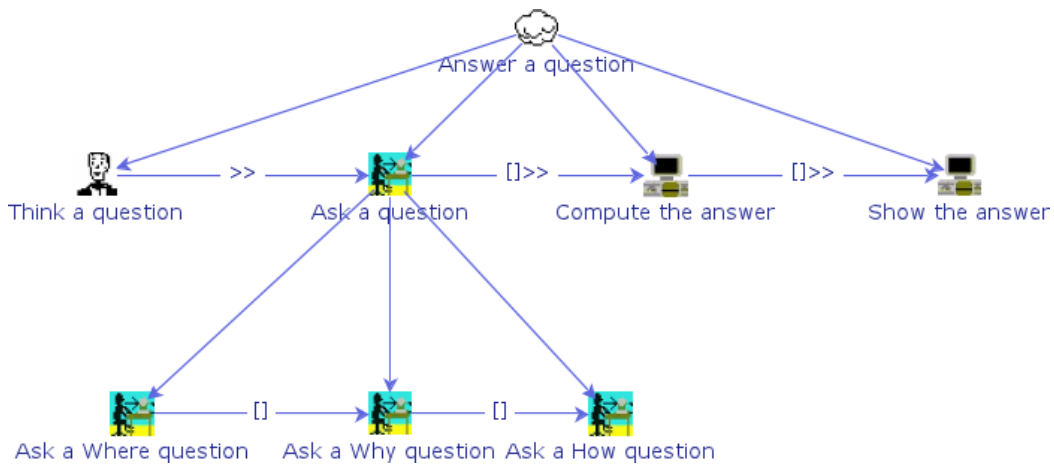 Answer a question
>>
[]>>
[]>>
Think a question
Ask a question
Compute the answer
Show the answer
[]
[]
Ask a Where question
Ask a Why question
Ask a How question